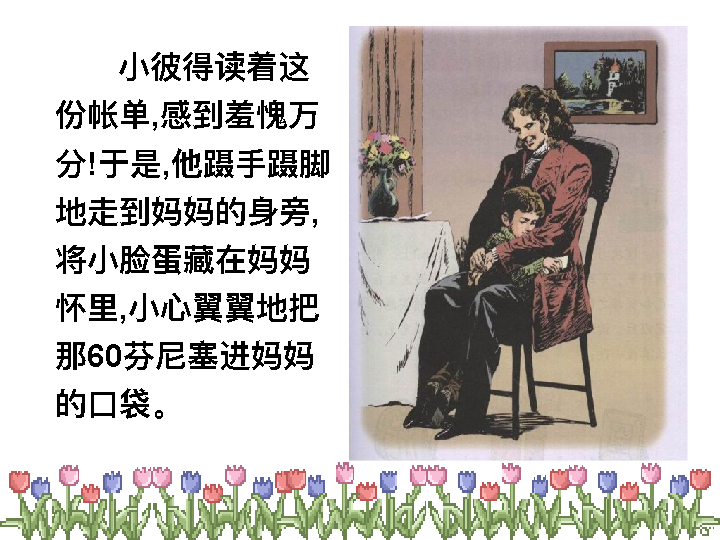 小彼得读着这
份帐单,感到羞愧万
分!于是,他蹑手蹑脚
地走到妈妈的身旁,
将小脸蛋藏在妈妈
怀里,小心翼翼地把
那60芬尼塞进妈妈
的口袋。